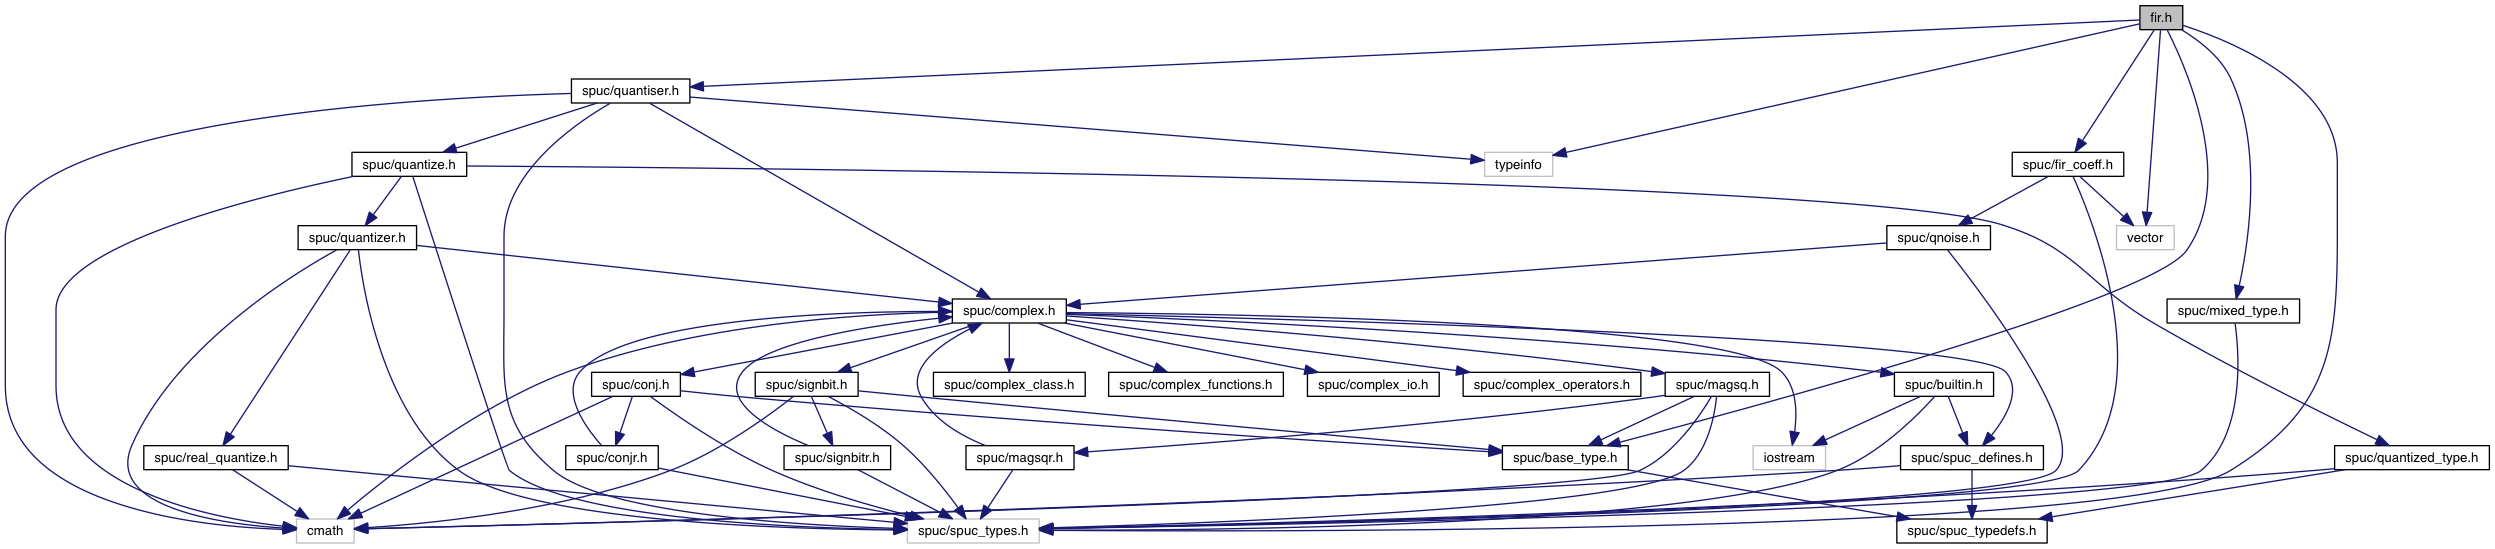 fir.h
spuc/quantiser.h
spuc/quantize.h
typeinfo
spuc/fir_coeff.h
spuc/quantizer.h
spuc/qnoise.h
vector
spuc/complex.h
spuc/mixed_type.h
spuc/conj.h
spuc/signbit.h
spuc/complex_class.h
spuc/complex_functions.h
spuc/complex_io.h
spuc/complex_operators.h
spuc/magsq.h
spuc/builtin.h
spuc/real_quantize.h
spuc/conjr.h
spuc/signbitr.h
spuc/magsqr.h
spuc/base_type.h
iostream
spuc/spuc_defines.h
spuc/quantized_type.h
cmath
spuc/spuc_types.h
spuc/spuc_typedefs.h